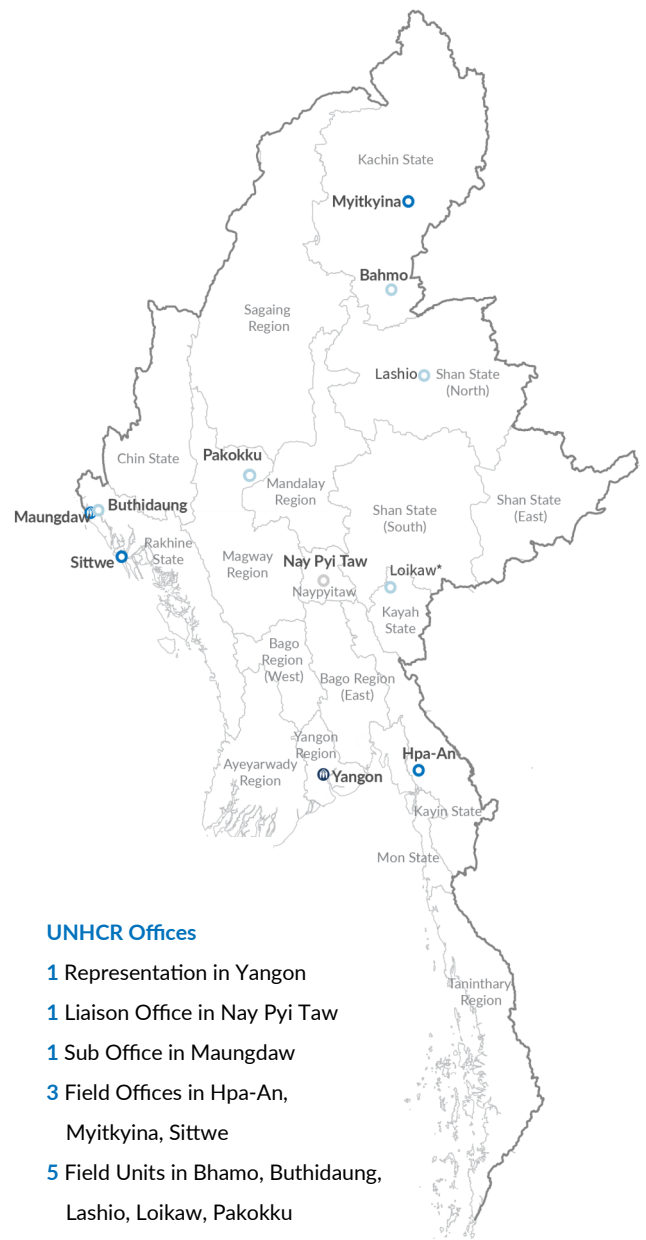 Kachin State
Myitkyina
Bahmo
Sagaing
Region
Lashio
Shan State
(North)
Chin State
Pakokku
Mandalay
Region
Shan State
(South)
Shan State
(East)
Buthidaung
Maungdaw
Rakhine
State
Sittwe
Magway
Region
Nay Pyi Taw
Naypyitaw
Loikaw*
Kayah
State
Bago
Region
(West)
Bago Region
(East)
Yangon
Region
Ayeyarwady
Region
Yangon
Hpa-An
Kayin State
Mon State
Taninthary
Region
UNHCR Offices
1 Representation in Yangon
1 Liaison Office in Nay Pyi Taw
1 Sub Office in Maungdaw
3 Field Offices in Hpa-An,
Myitkyina, Sittwe
5 Field Units in Bhamo, Buthidaung,
Lashio, Loikaw, Pakokku